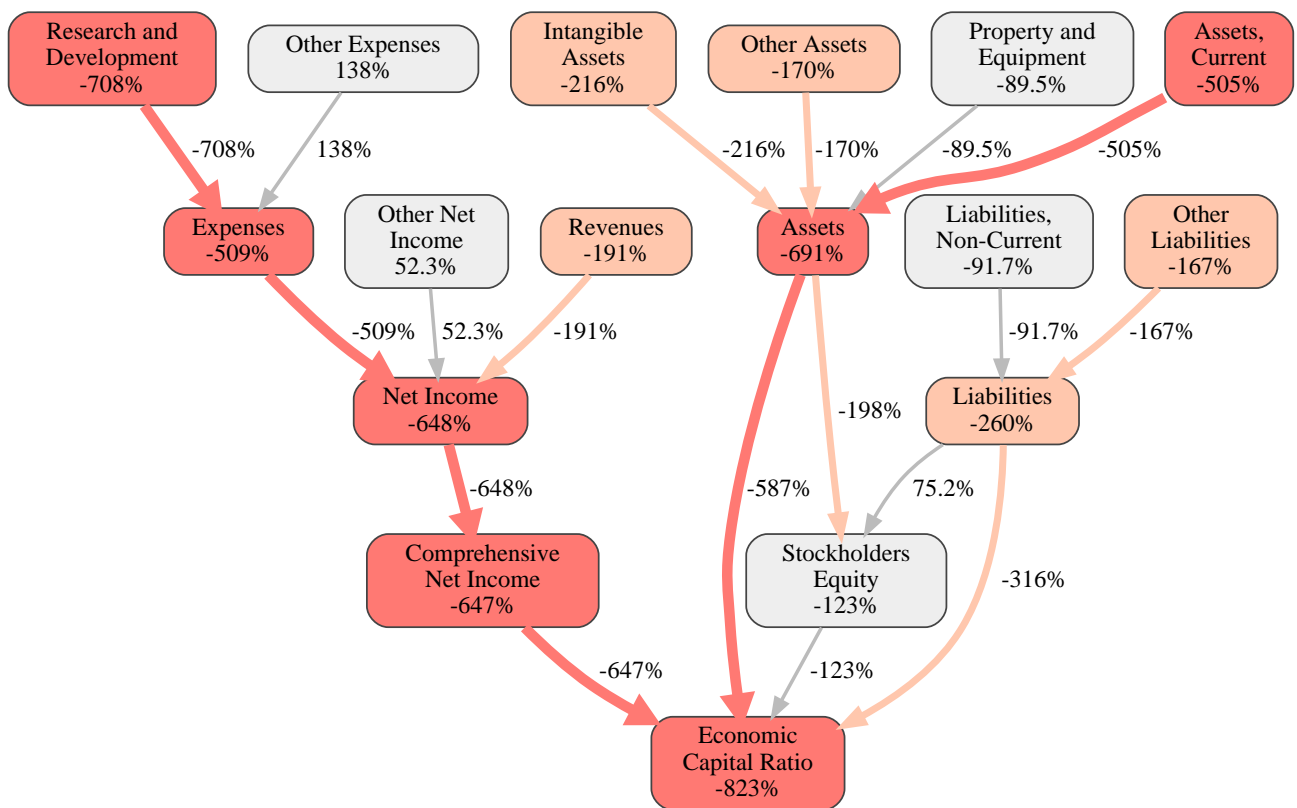 Research and
Development
-708%
Other Expenses
138%
Intangible
Assets
-216%
Other Assets
-170%
Property and
Equipment
-89.5%
Assets,
Current
-505%
-708%
138%
-216%
-170%
-89.5%
-505%
Expenses
-509%
Other Net
Income
52.3%
Revenues
-191%
Assets
-691%
Liabilities,
Non-Current
-91.7%
Other
Liabilities
-167%
-509%
52.3%
-191%
-91.7%
-167%
Net Income
-648%
-198%
Liabilities
-260%
-648%
-587%
75.2%
Comprehensive
Net Income
-647%
Stockholders
Equity
-123%
-316%
-647%
-123%
Economic
Capital Ratio
-823%